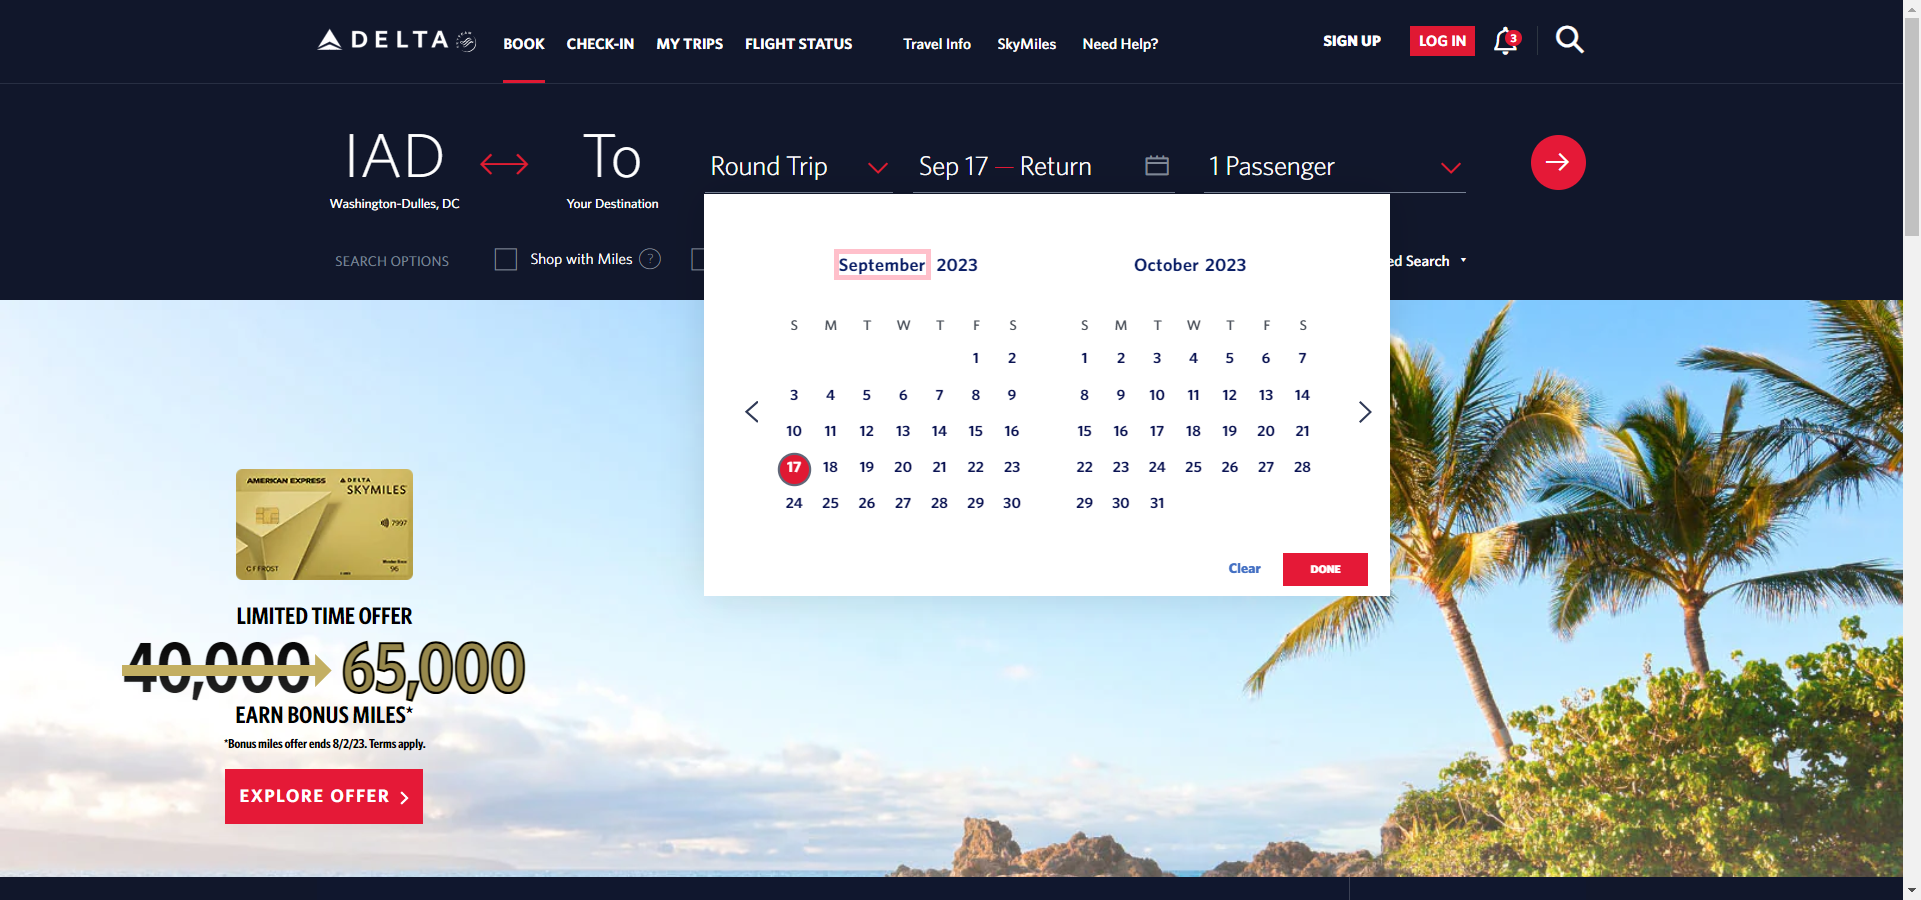 DELTA
BOOK CHECK-IN MY TRIPS FLIGHT STATUS Travel Info SkyMiles Need Help? SIGN UP LOG IN 3
IAD To Round Trip Sep 17 — Return 1 Passenger
Washington-Dulles, DC Your Destination
SEARCH OPTIONS Shop with Miles ? ed Search
September 2023
S M T W T F S
1 2
3 4 5 6 7 8 9
10 11 12 13 14 15 16
17 18 19 20 21 22 23
24 25 26 27 28 29 30
October 2023
S M T W T F S
1 2 3 4 5 6 7
8 9 10 11 12 13 14
15 16 17 18 19 20 21
22 23 24 25 26 27 28
29 30 31
Clear DONE
AMERICAN EXPRESS DELTA
SKYMILES
7997
C F FROST 96
LIMITED TIME OFFER
40,000 65,000
EARN BONUS MILES*
*Bonus miles offer ends 8/2/23. Terms apply.
EXPLORE OFFER